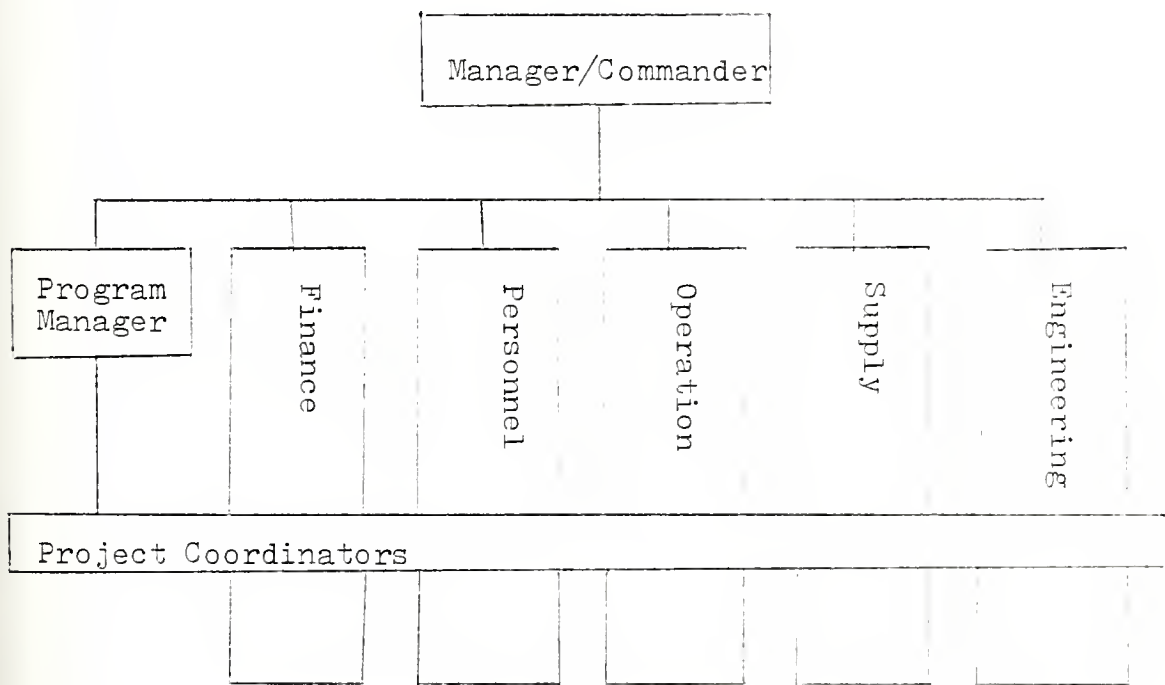 Manager/Commander
Program
Manager
Finance
Personnel
Operation
Supply
Engineering
Project Coordinators